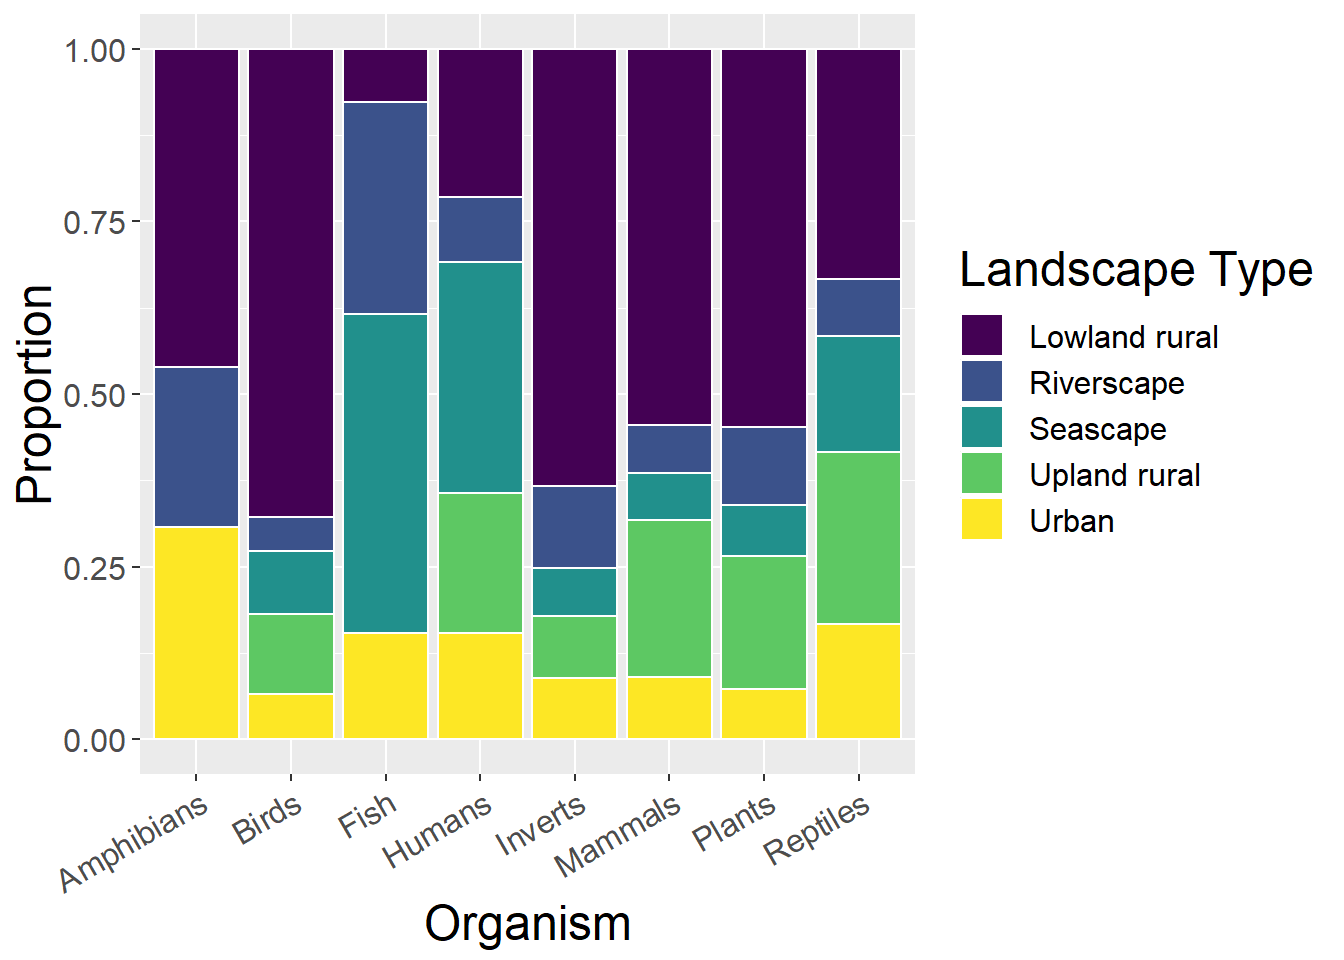 1.00
0.75
0.50
0.25
0.00
Proportion
Amphibians
Birds
Fish
Humans
Inverts
Mammals
Plants
Reptiles
Organism
Landscape Type
Lowland rural
Riverscape
Seascape
Upland rural
Urban